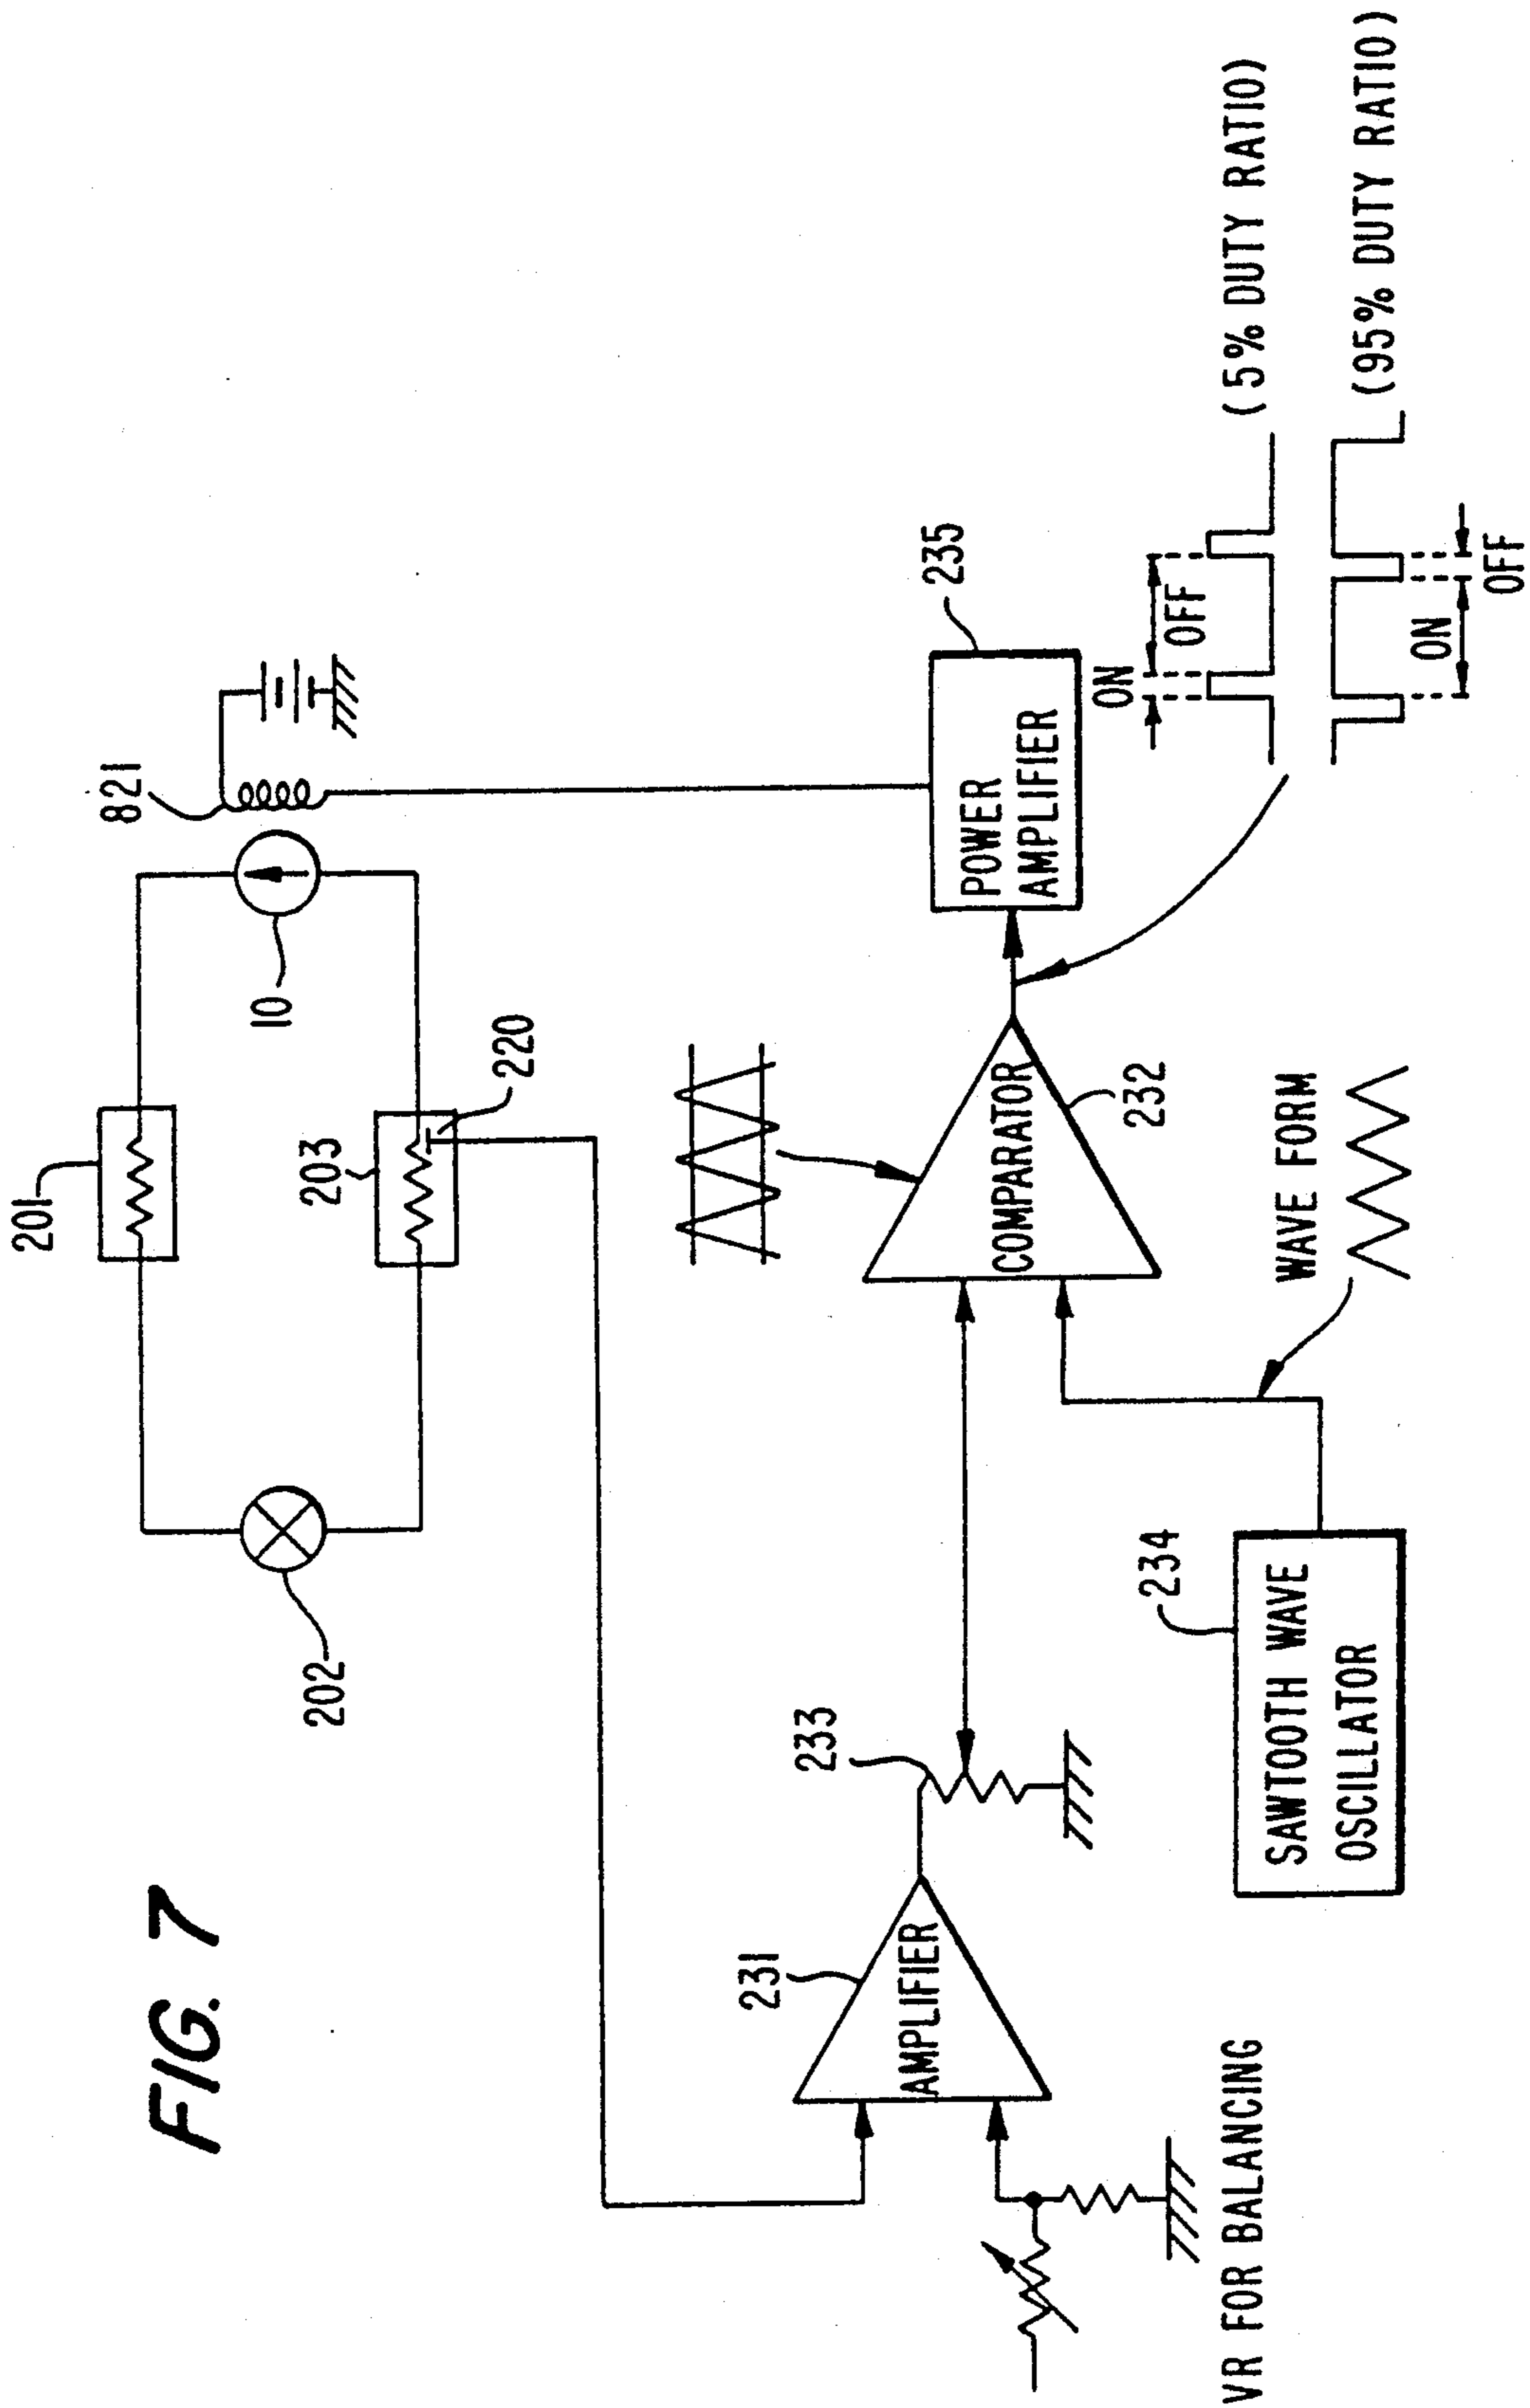 FIG. 7
201
10
821
202
203
220
231
AMPLIFIER
VR FOR BALANCING
233
COMPARATOR
232
SAWTOOTH WAVE
OSCILLATOR
234
WAVE FORM
POWER
AMPLIFIER
235
ON
OFF
(5% DUTY RATIO)
(95% DUTY RATIO)
ON
OFF